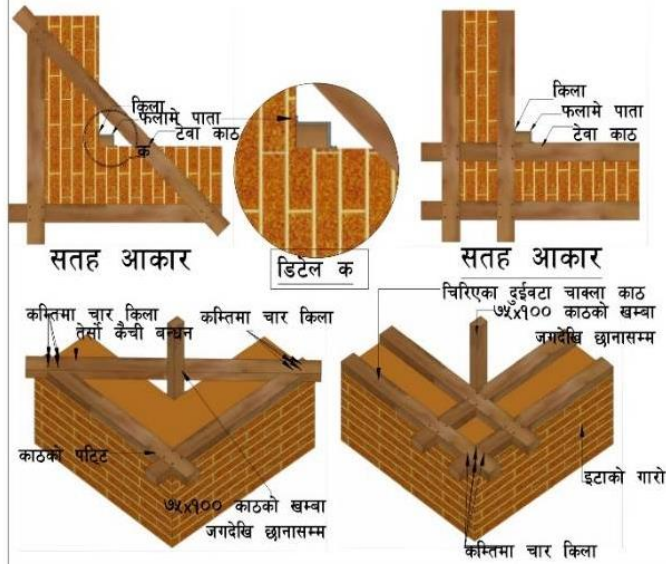 किला
फलामे पाता
टेवा काठ
क
सतह आकार
डिटेल क
किला
फलामे पाता
टेवा काठ
सतह आकार
कम्तिमा चार किला
तेर्सो कैची बन्धन
कम्तिमा चार किला
काठको पटि्ट
७५x१०० काठको खम्बा
जगदेखि छानासम्म
चिरिएका दुईवटा चाक्ला काठ
७५x१०० काठको खम्बा
जगदेखि छानासम्म
इटाको गारो
कम्तिमा चार किला